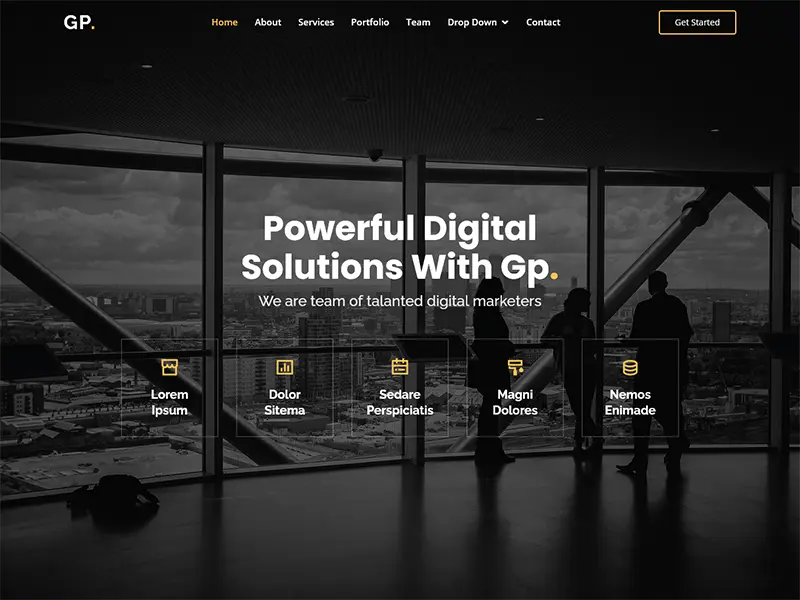 GP.
Home About Services Portfolio Team Drop Down Contact
Get Started
Powerful Digital
Solutions With Gp.
We are team of talanted digital marketers
Lorem
Ipsum
Dolor
Sitema
Sedare
Perspiciatis
Magni
Dolores
Nemos
Enimade